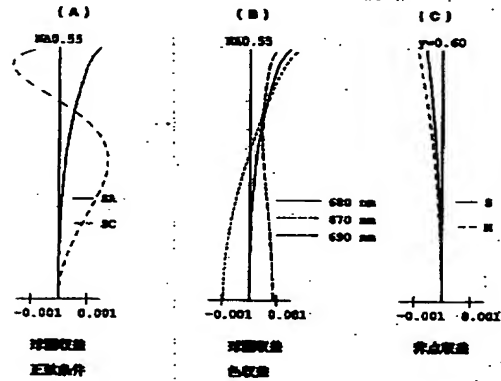 (A)
NA0.55
SA
SC
-0.001 0.001
球面収差
正弦条件
(B)
NA0.55
680 nm
670 nm
690 nm
-0.001 0.001
球面収差
色収差
(C)
y=0.60
S
M
-0.001 0.001
非点収差